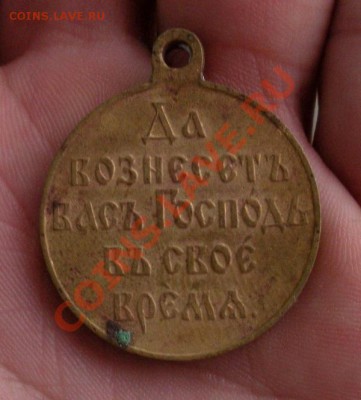 COINS.LAVE.RU
Да
вознесетъ
васъ Господь
въ свое
время.
COINS.LAVE.RU